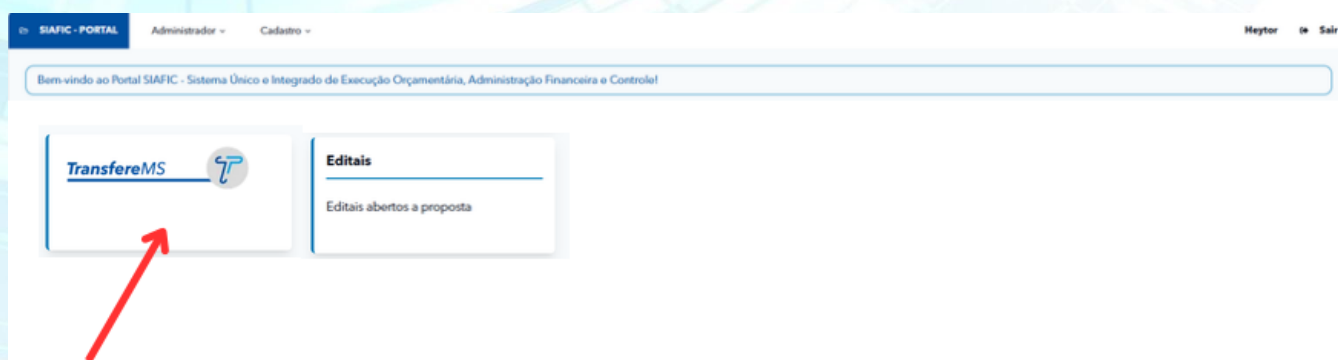 SIAFIC - PORTAL Administrador Cadastro Heytor Sair
Bem-vindo ao Portal SIAFIC - Sistema Único e Integrado de Execução Orçamentária, Administração Financeira e Controle!
TransfereMS
Editais
Editais abertos a proposta